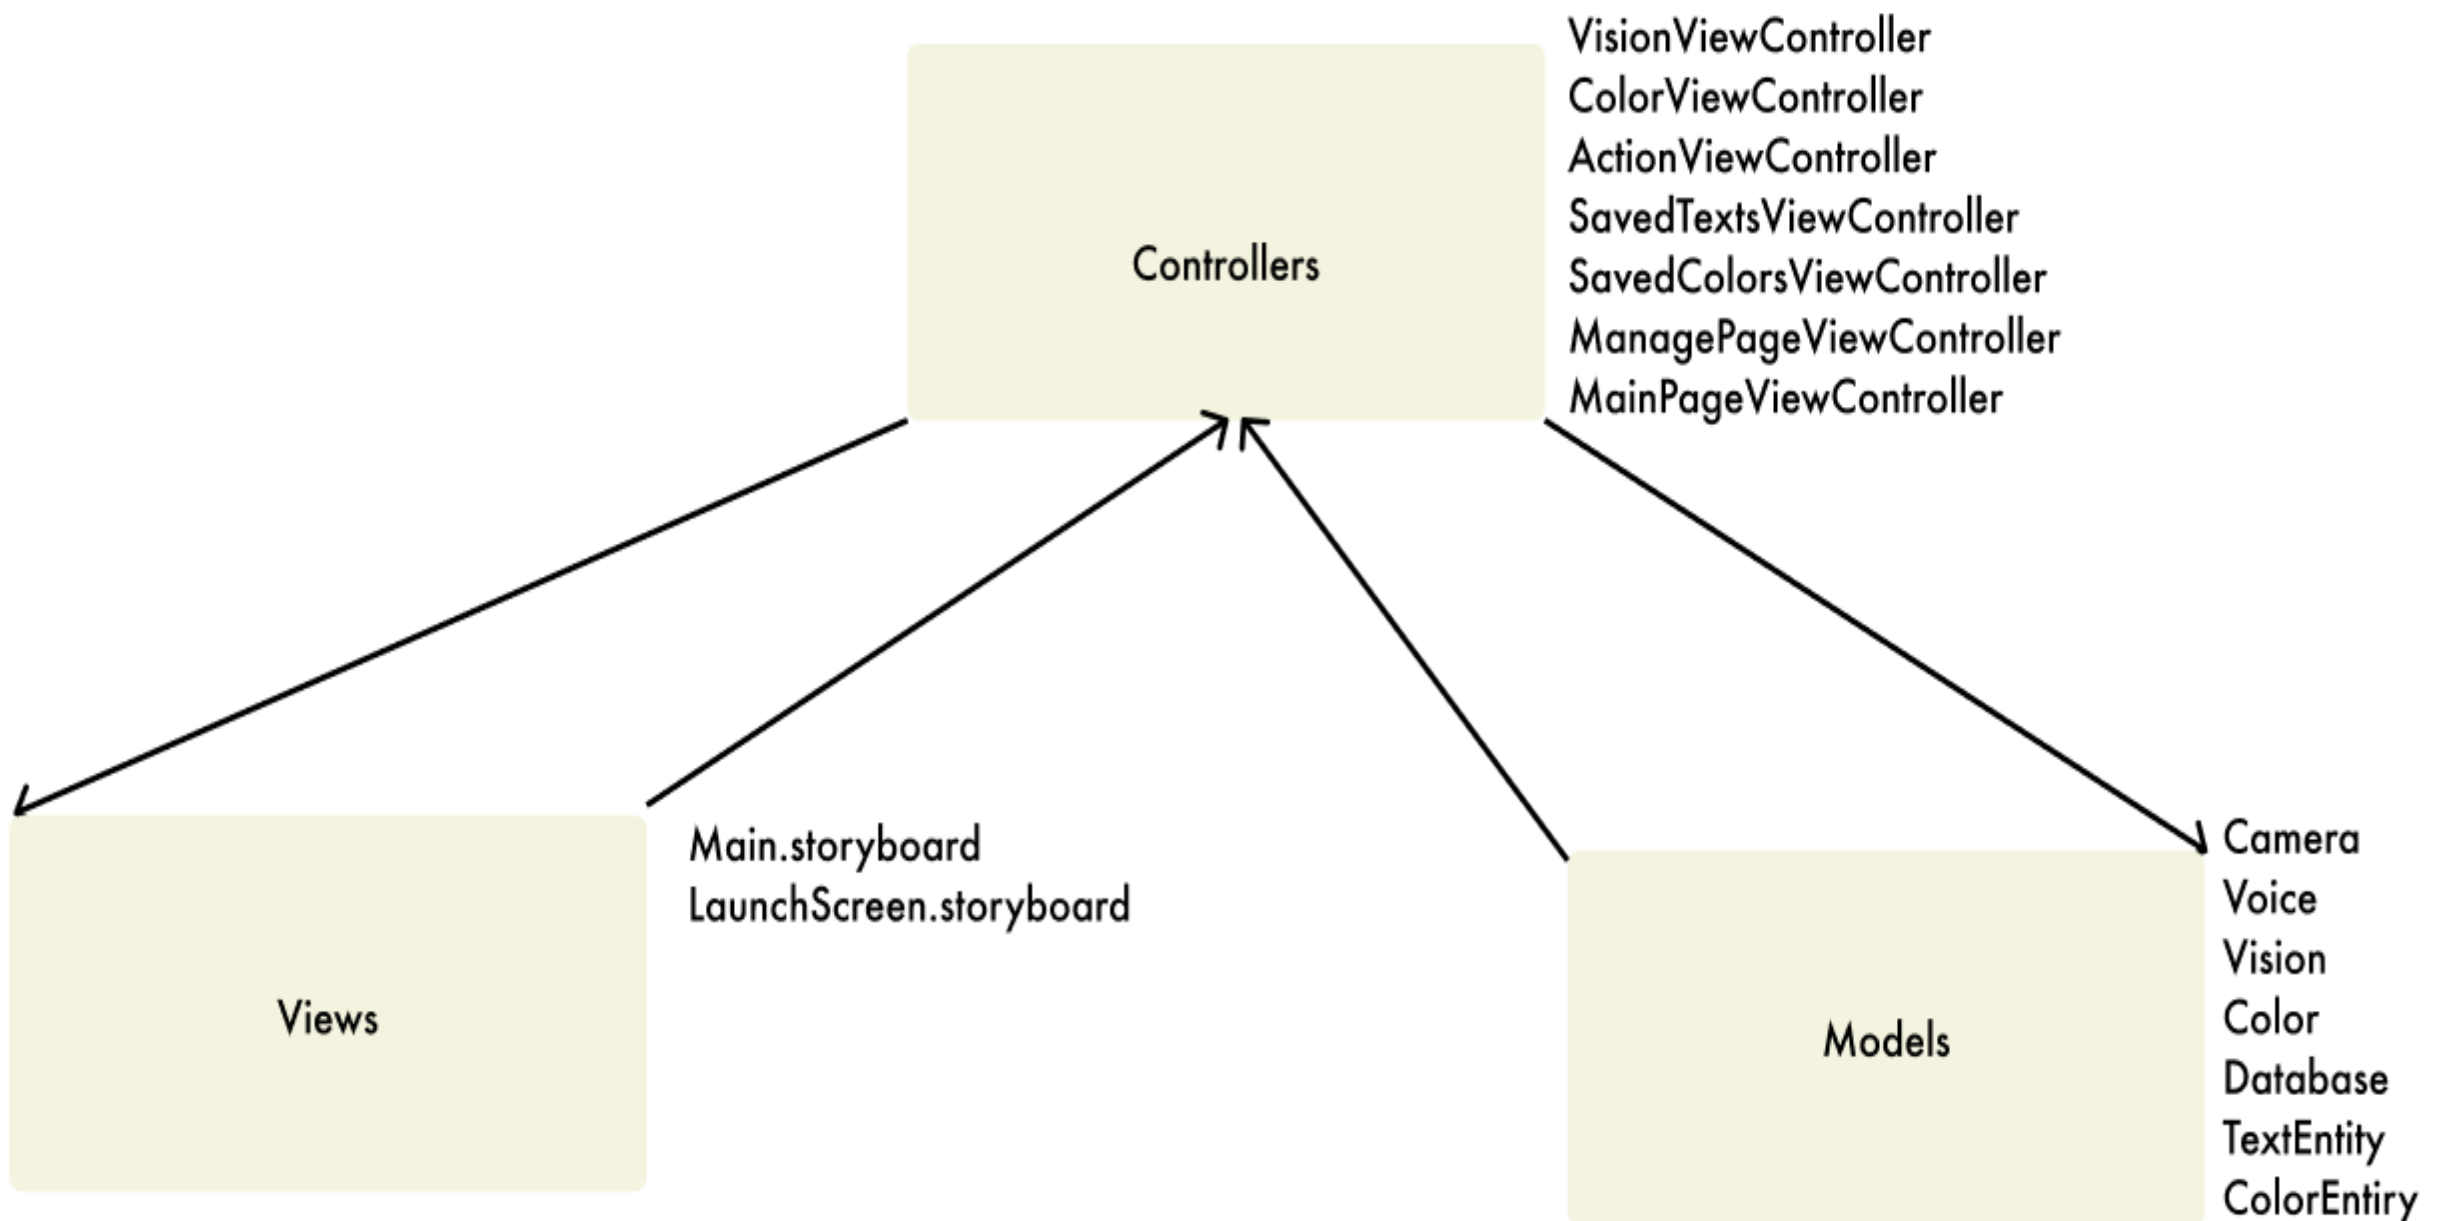 Controllers
VisionViewController
ColorViewController
ActionViewController
SavedTextsViewController
SavedColorsViewController
ManagePageViewController
MainPageViewController
Views
Main.storyboard
LaunchScreen.storyboard
Models
Camera
Voice
Vision
Color
Database
TextEntity
ColorEntiry